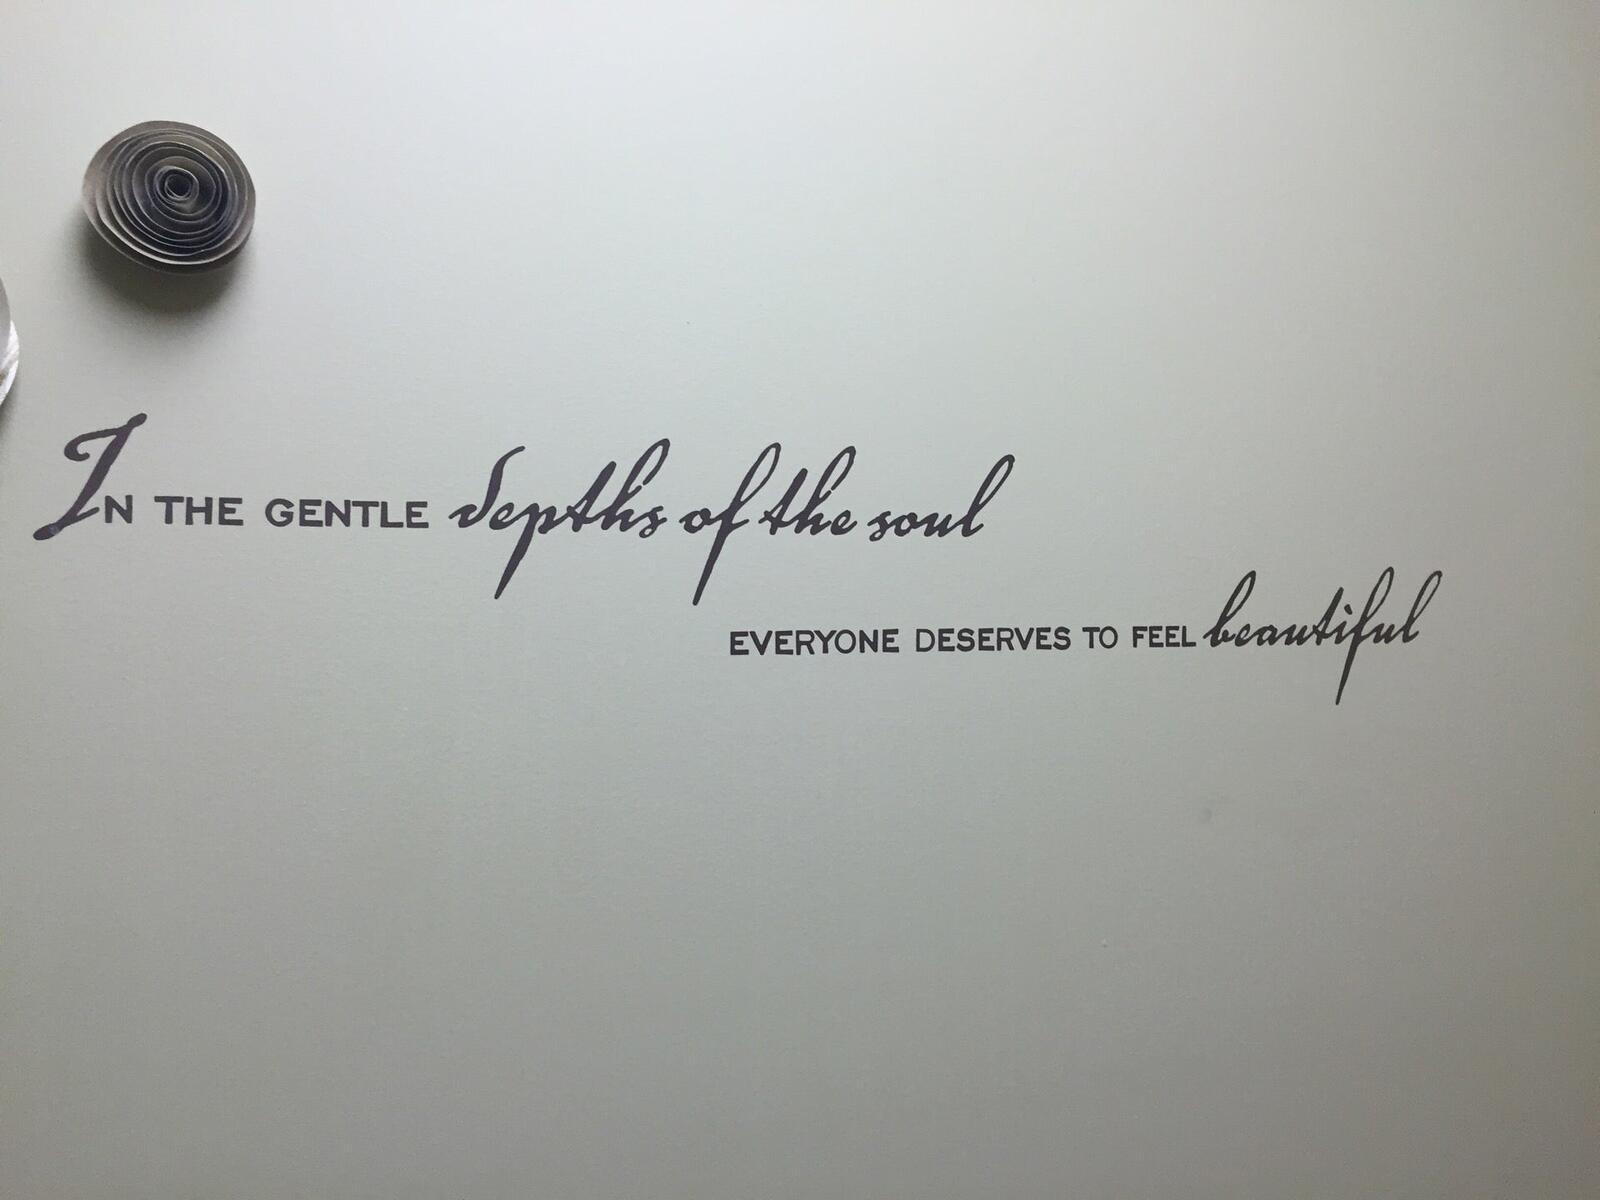 IN THE GENTLE depths of the soul
EVERYONE DESERVES TO FEEL beautiful